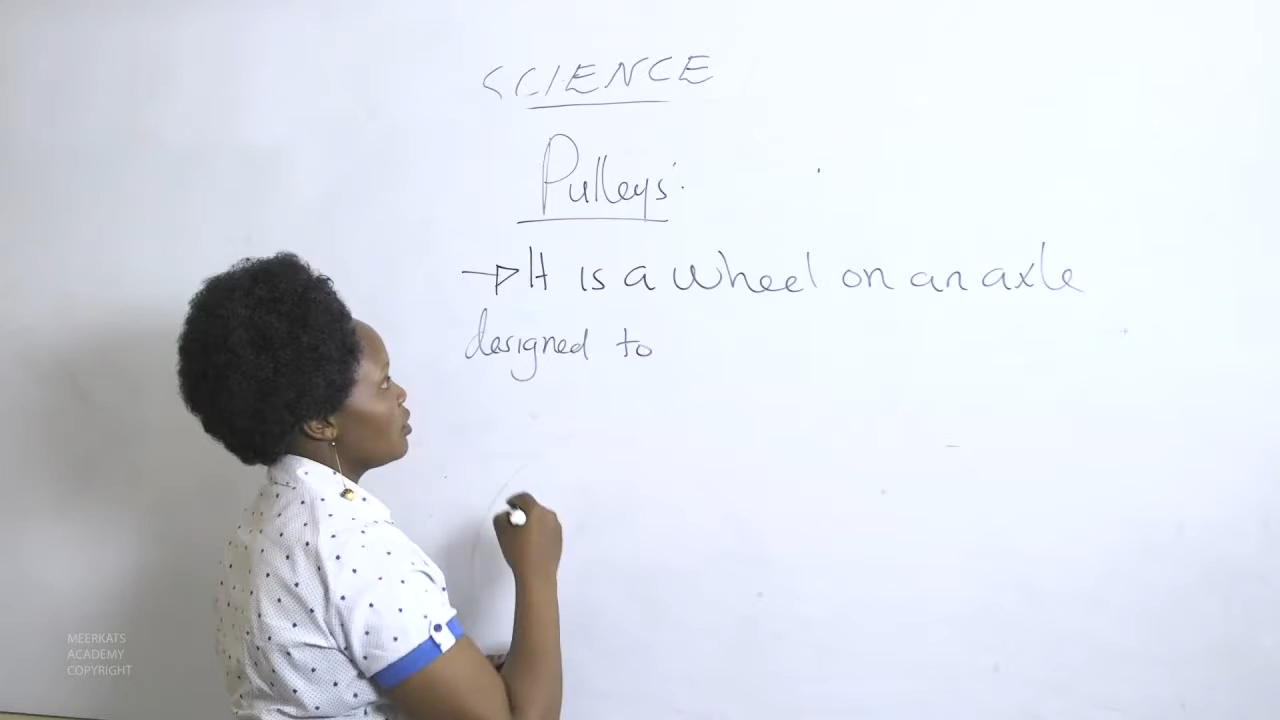 SCIENCE
Pulleys:
→ It is a wheel on an axle
designed to
MEERKATS
ACADEMY
COPYRIGHT